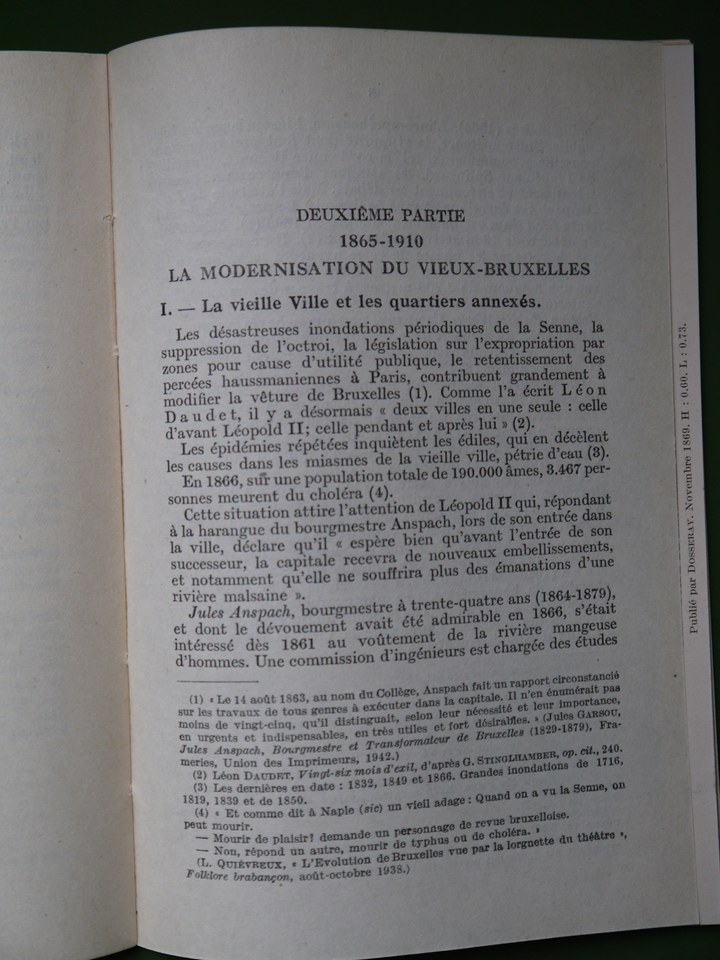 DEUXIÈME PARTIE
1865-1910
LA MODERNISATION DU VIEUX-BRUXELLES
I. — La vieille Ville et les quartiers annexés.
Les désastreuses inondations périodiques de la Senne, la
suppression de l'octroi, la législation sur l'expropriation par
zones pour cause d'utilité publique, le retentissement des
percées haussmaniennes à Paris, contribuent grandement à
modifier la vêture de Bruxelles (1). Comme l'a écrit Léon
Daudet, il y a désormais « deux villes en une seule : celle
d'avant Léopold II; celle pendant et après lui » (2).
Les épidémies répétées inquiètent les édiles, qui en décèlent
les causes dans les miasmes de la vieille ville, pétrie d'eau (3).
En 1866, sur une population totale de 190.000 âmes, 3.467 per-
sonnes meurent du choléra (4).
Cette situation attire l'attention de Léopold II qui, répondant
à la harangue du bourgmestre Anspach, lors de son entrée dans
la ville, déclare qu'il « espère bien qu'avant l'entrée de son
successeur, la capitale recevra de nouveaux embellissements,
et notamment qu'elle ne souffrira plus des émanations d'une
rivière malsaine ».
Jules Anspach, bourgmestre à trente-quatre ans (1864-1879),
et dont le dévouement avait été admirable en 1866, s'était
intéressé dès 1861 au voûtement de la rivière mangeuse
d'hommes. Une commission d'ingénieurs est chargée des études
(1) « Le 14 août 1863, au nom du Collège, Anspach fait un rapport circonstancié
sur les travaux de tous genres à exécuter dans la capitale. Il n'en énumérait pas
moins de vingt-cinq, qu'il distinguait, selon leur nécessité et leur importance,
en urgents et indispensables, en très utiles et fort désirables. » (Jules GARSOU,
Jules Anspach, Bourgmestre et Transformateur de Bruxelles (1829-1879), Fra-
meries, Union des Imprimeurs, 1942.)
(2) Léon DAUDET, Vingt-six mois d'exil, d'après G. STINGLHAMBER, op. cit., 240.
(3) Les dernières en date : 1832, 1849 et 1866. Grandes inondations de 1716,
1819, 1839 et de 1850.
(4) « Et comme dit à Naple (sic) un vieil adage : Quand on a vu la Senne, on
peut mourir.
— Mourir de plaisir! demande un personnage de revue bruxelloise.
— Non, répond un autre, mourir de typhus ou de choléra. »
(L. QUIÉVREUX, « L'Evolution de Bruxelles vue par la lorgnette du théâtre »,
Folklore brabançon, août-octobre 1938.)
Publié par DOSSERAY. Novembre 1869. H : 0.60. L : 0.73.